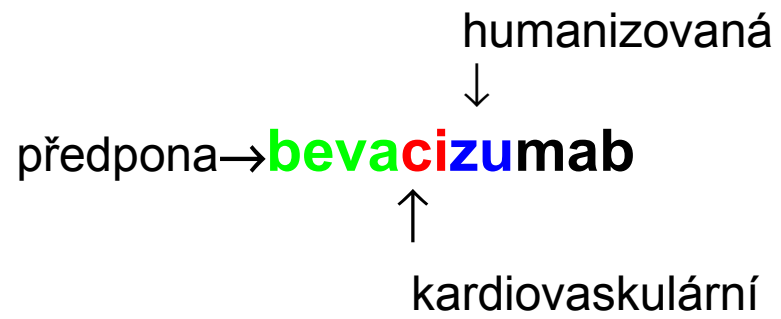 humanizovaná
↓
předpona→bevacizumab
↑
kardiovaskulární